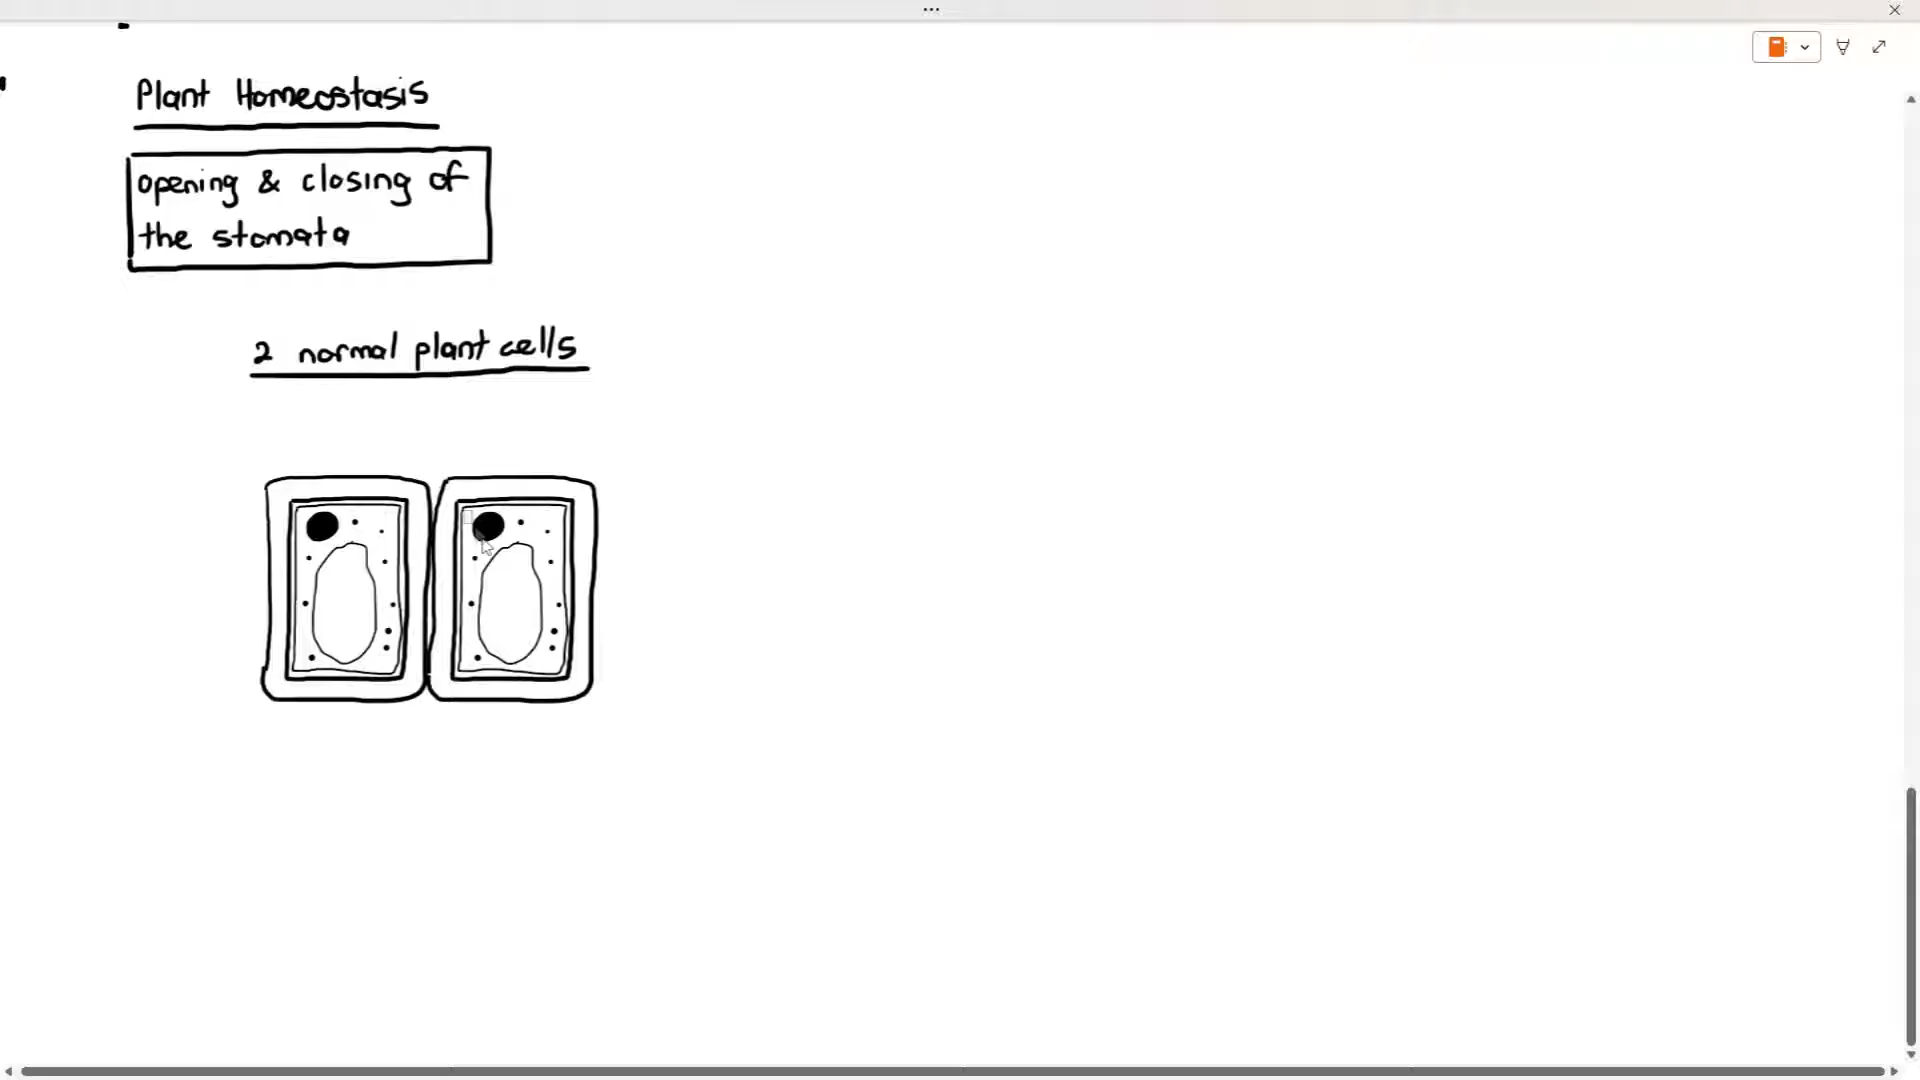 Plant Homeostasis
opening & closing of
the stomata
2 normal plant cells